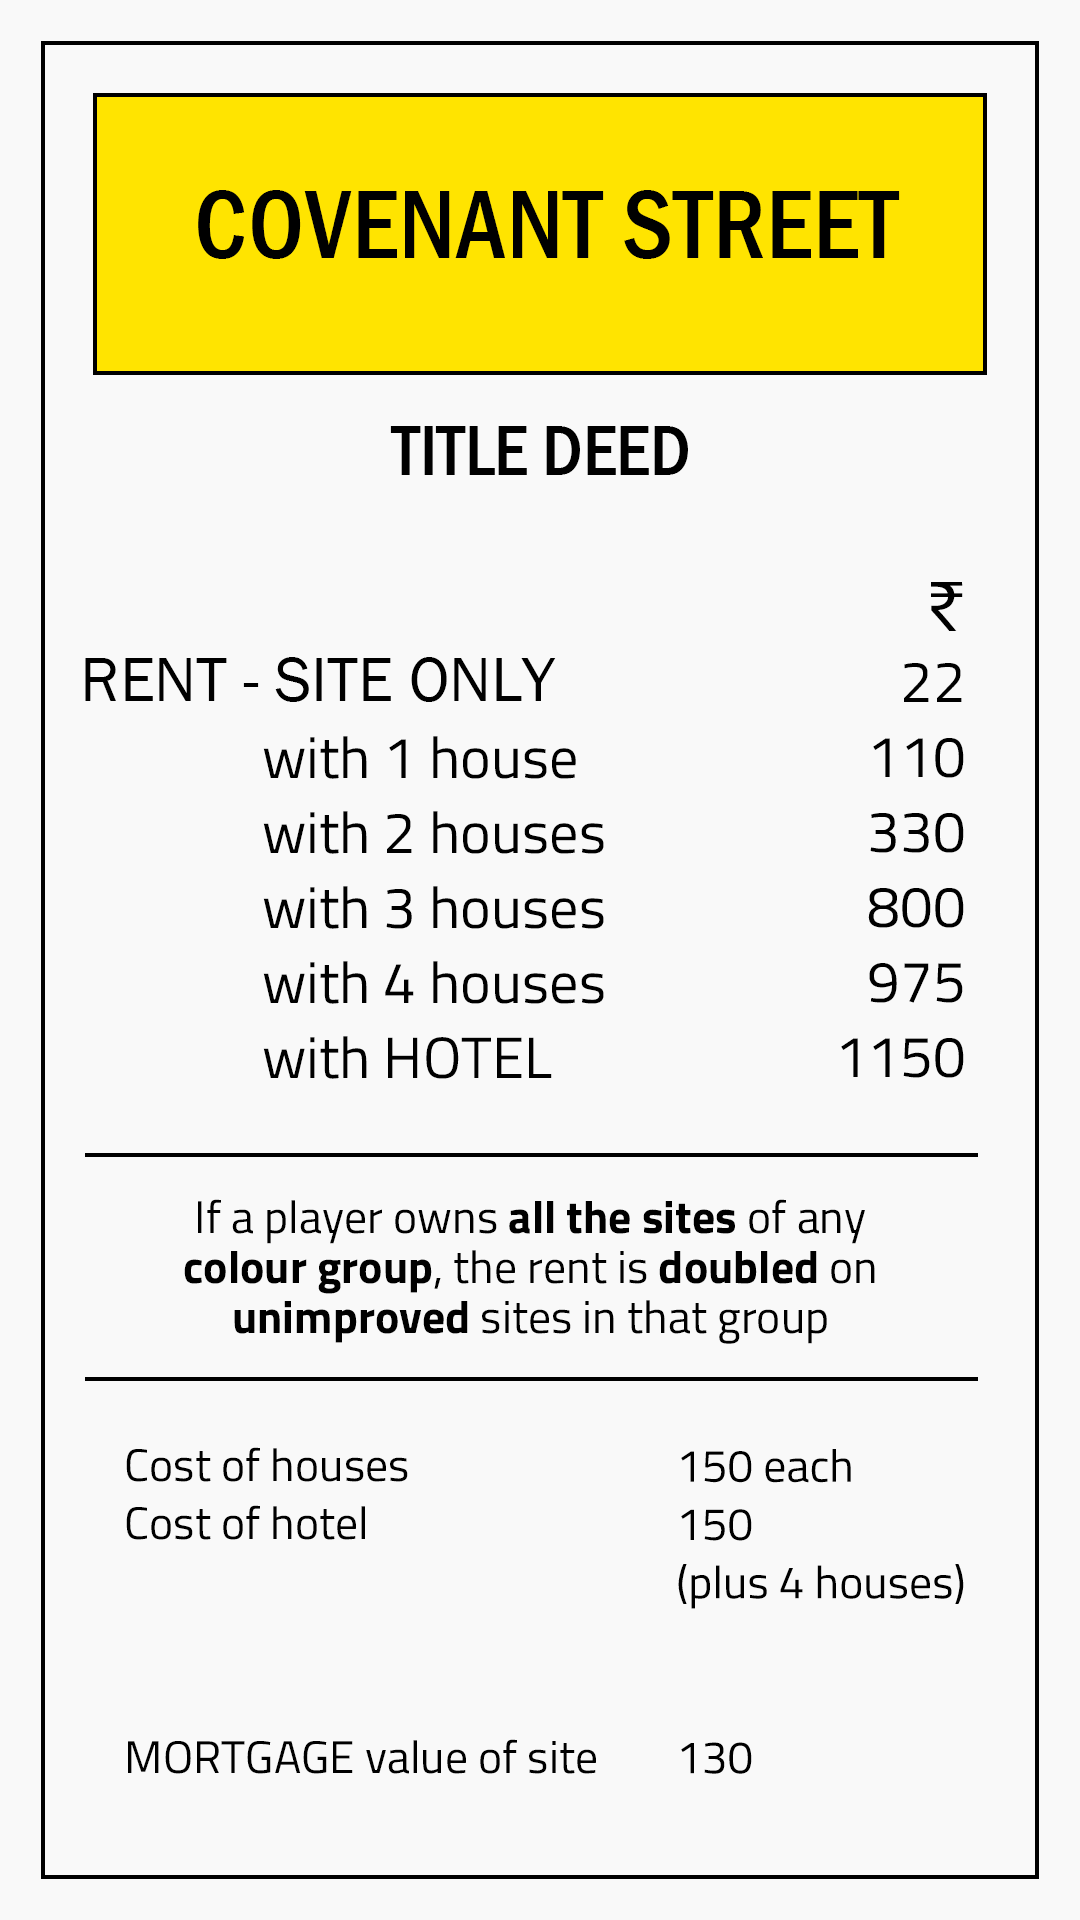 COVENANT STREET
TITLE DEED
₹
RENT - SITE ONLY 22
with 1 house 110
with 2 houses 330
with 3 houses 800
with 4 houses 975
with HOTEL 1150
If a player owns all the sites of any
colour group, the rent is doubled on
unimproved sites in that group
Cost of houses 150 each
Cost of hotel 150
(plus 4 houses)
MORTGAGE value of site 130